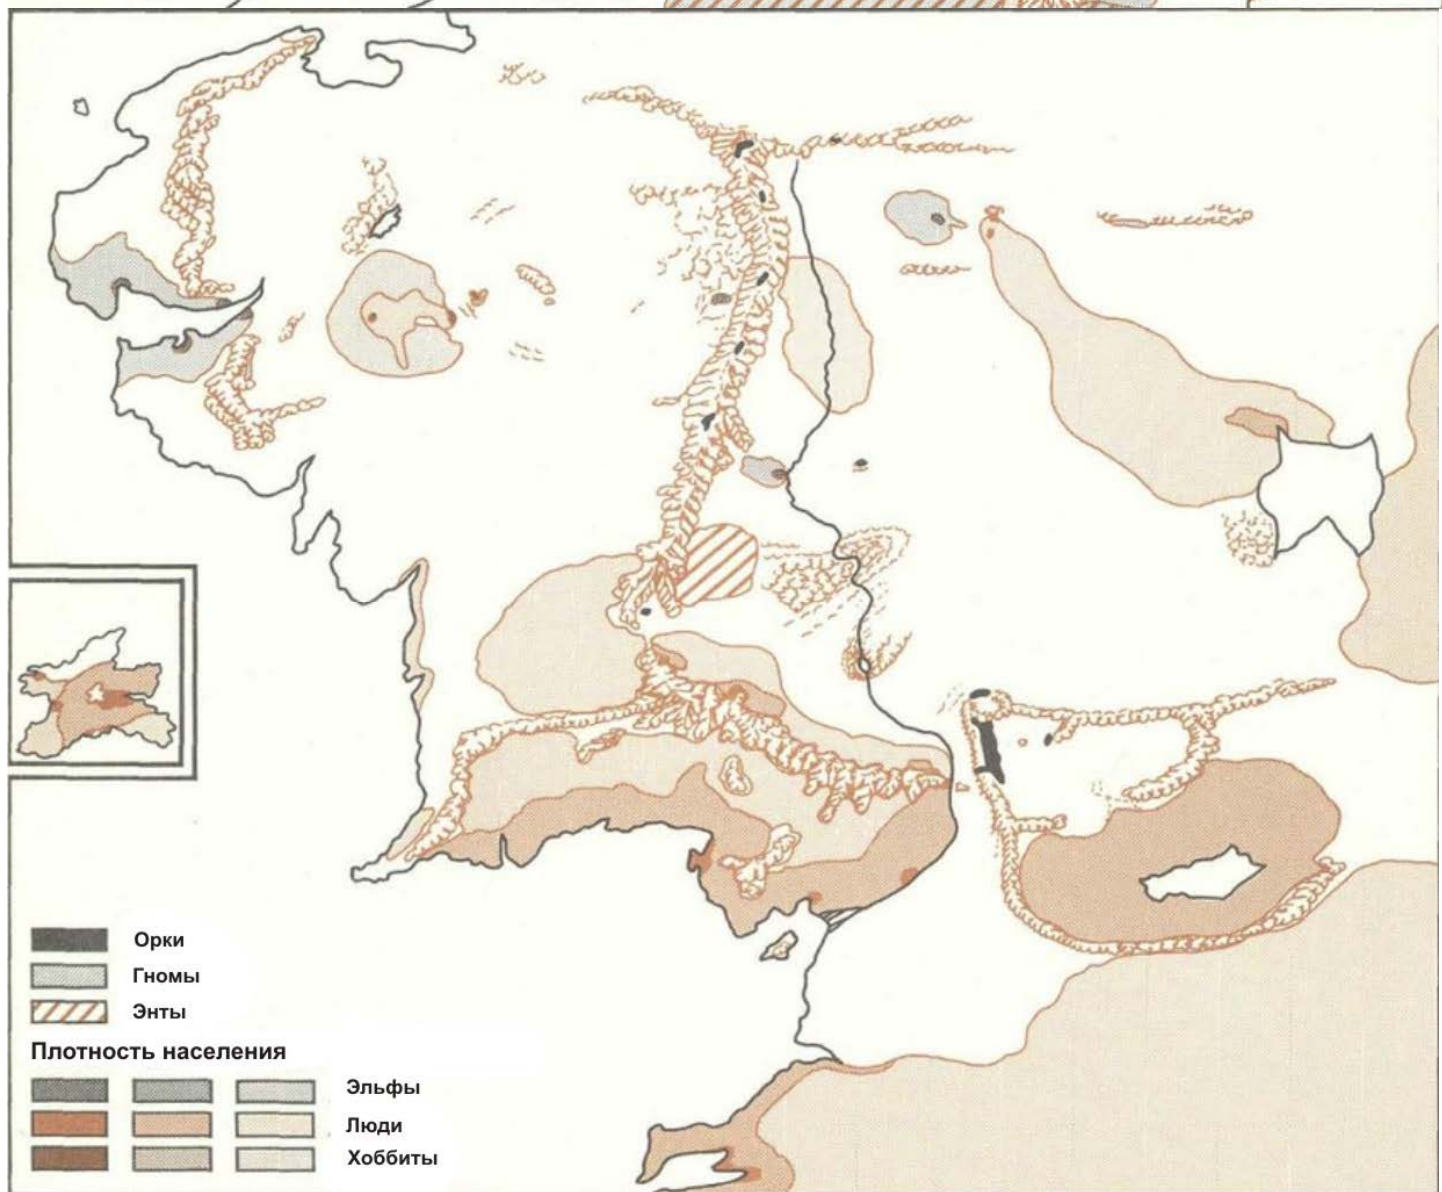 Орки
Гномы
Энты
Плотность населения
Эльфы
Люди
Хоббиты